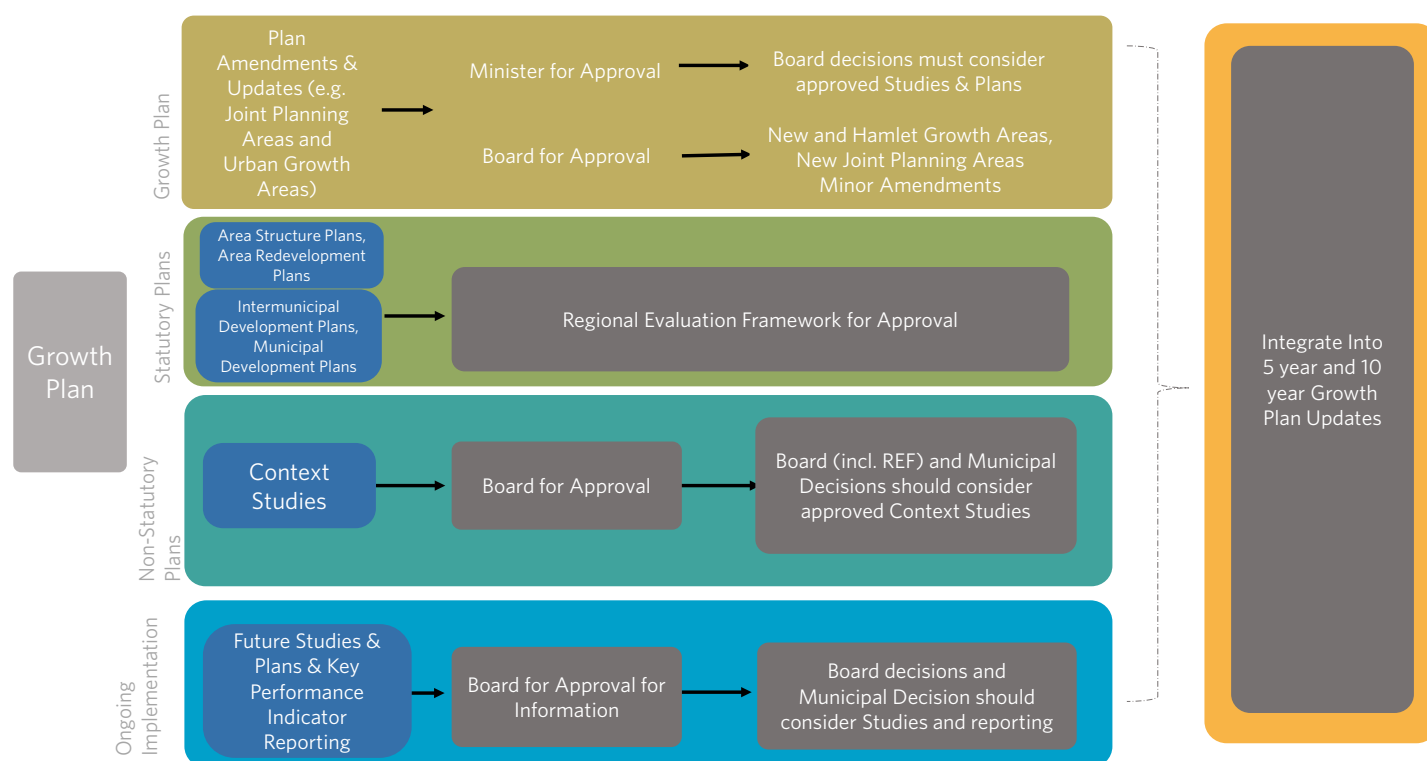 Growth
Plan
Growth Plan
Plan
Amendments &
Updates (e.g.
Joint Planning
Areas and
Urban Growth
Areas)
Minister for Approval
Board decisions must consider
approved Studies & Plans
Board for Approval
New and Hamlet Growth Areas,
New Joint Planning Areas
Minor Amendments
Statutory Plans
Area Structure Plans,
Area Redevelopment
Plans
Intermunicipal
Development Plans,
Municipal
Development Plans
Regional Evaluation Framework for Approval
Non-Statutory
Plans
Context
Studies
Board for Approval
Board (incl. REF) and Municipal
Decisions should consider
approved Context Studies
Ongoing
Implementation
Future Studies &
Plans & Key
Performance
Indicator
Reporting
Board for Approval for
Information
Board decisions and
Municipal Decision should
consider Studies and reporting
Integrate Into
5 year and 10
year Growth
Plan Updates